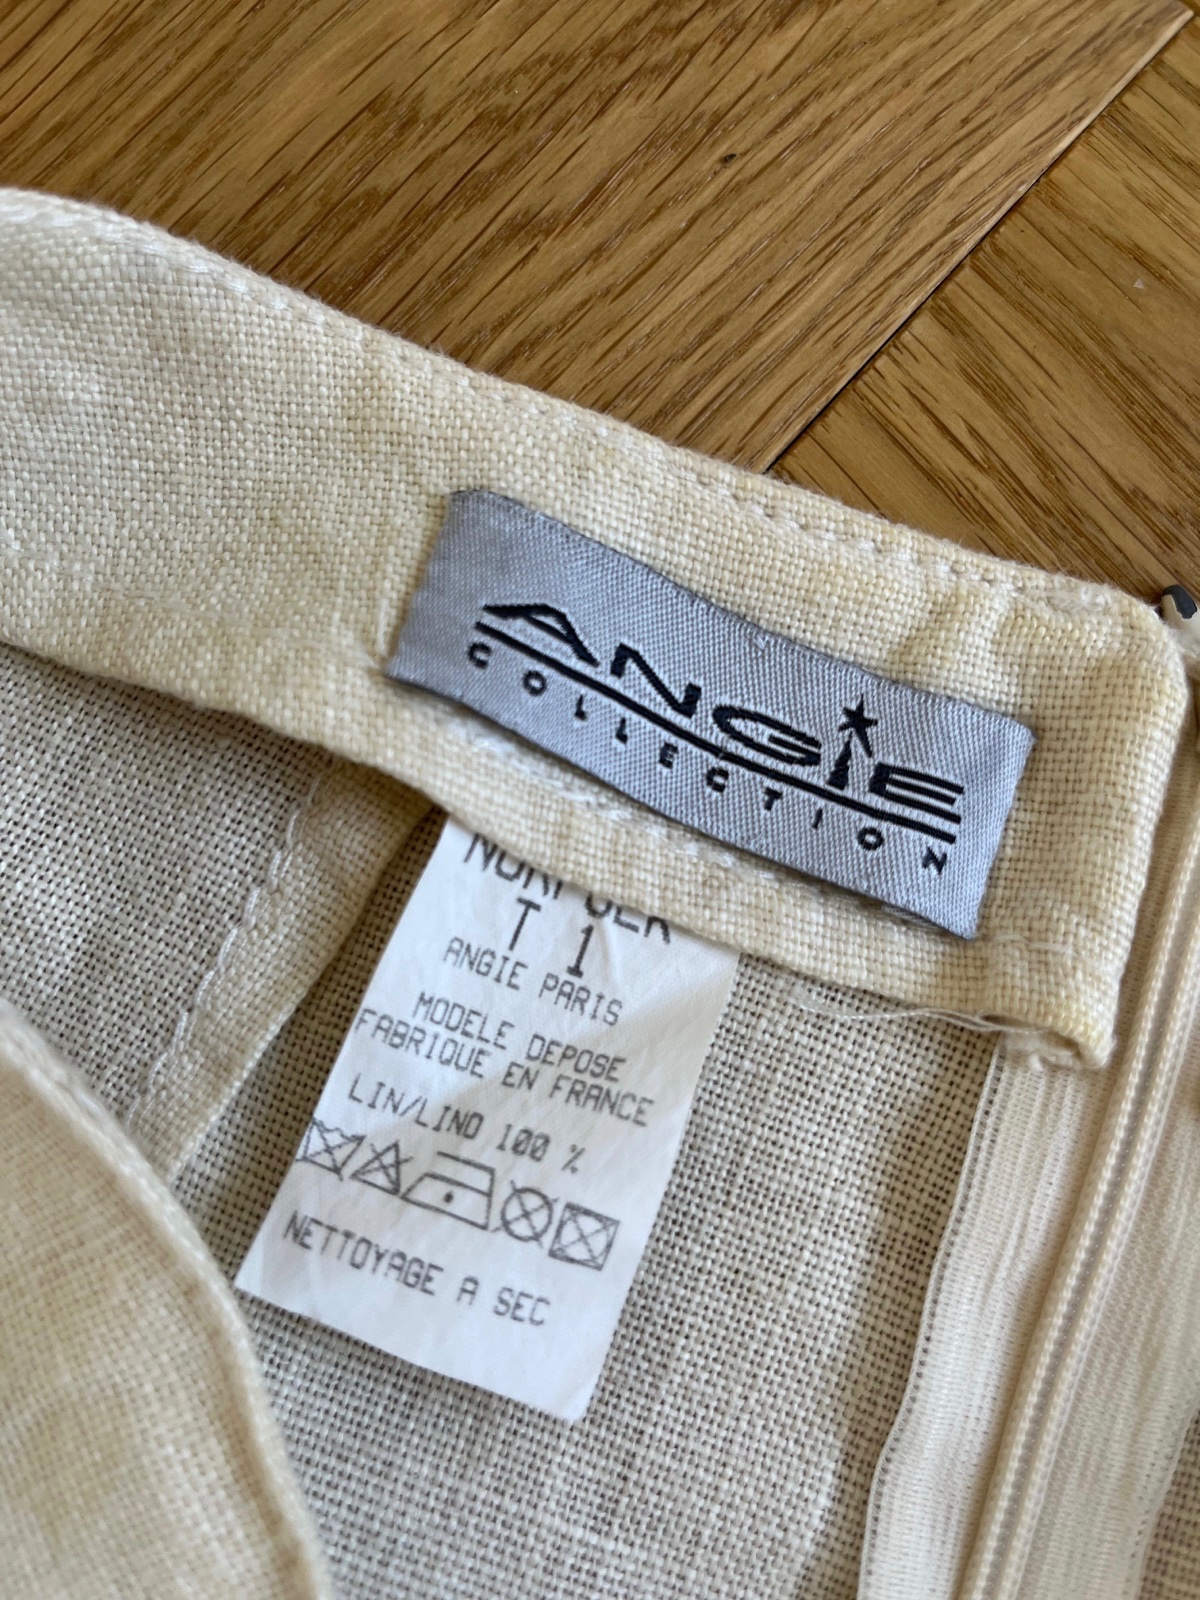 ANGIE
COLLECTION
T 1
ANGIE PARIS
MODELE DEPOSE
FABRIQUE EN FRANCE
LIN/LINO 100 %
NETTOYAGE A SEC